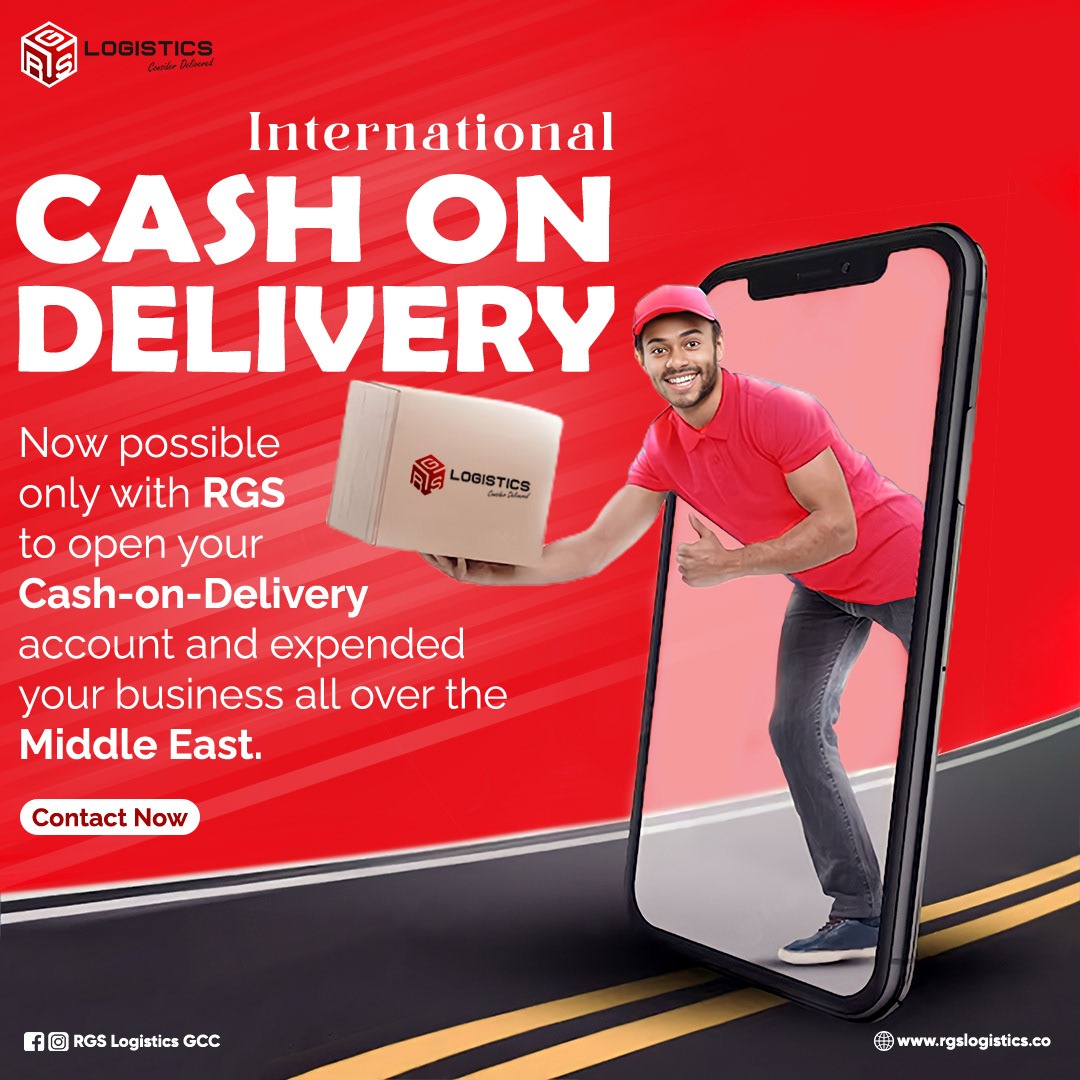 RGS LOGISTICS
Consider Delivered
International
CASH ON
DELIVERY
Now possible
only with RGS
to open your
Cash-on-Delivery
account and expended
your business all over the
Middle East.
Contact Now
RGS LOGISTICS
Consider Delivered
RGS Logistics GCC
www.rgslogistics.co